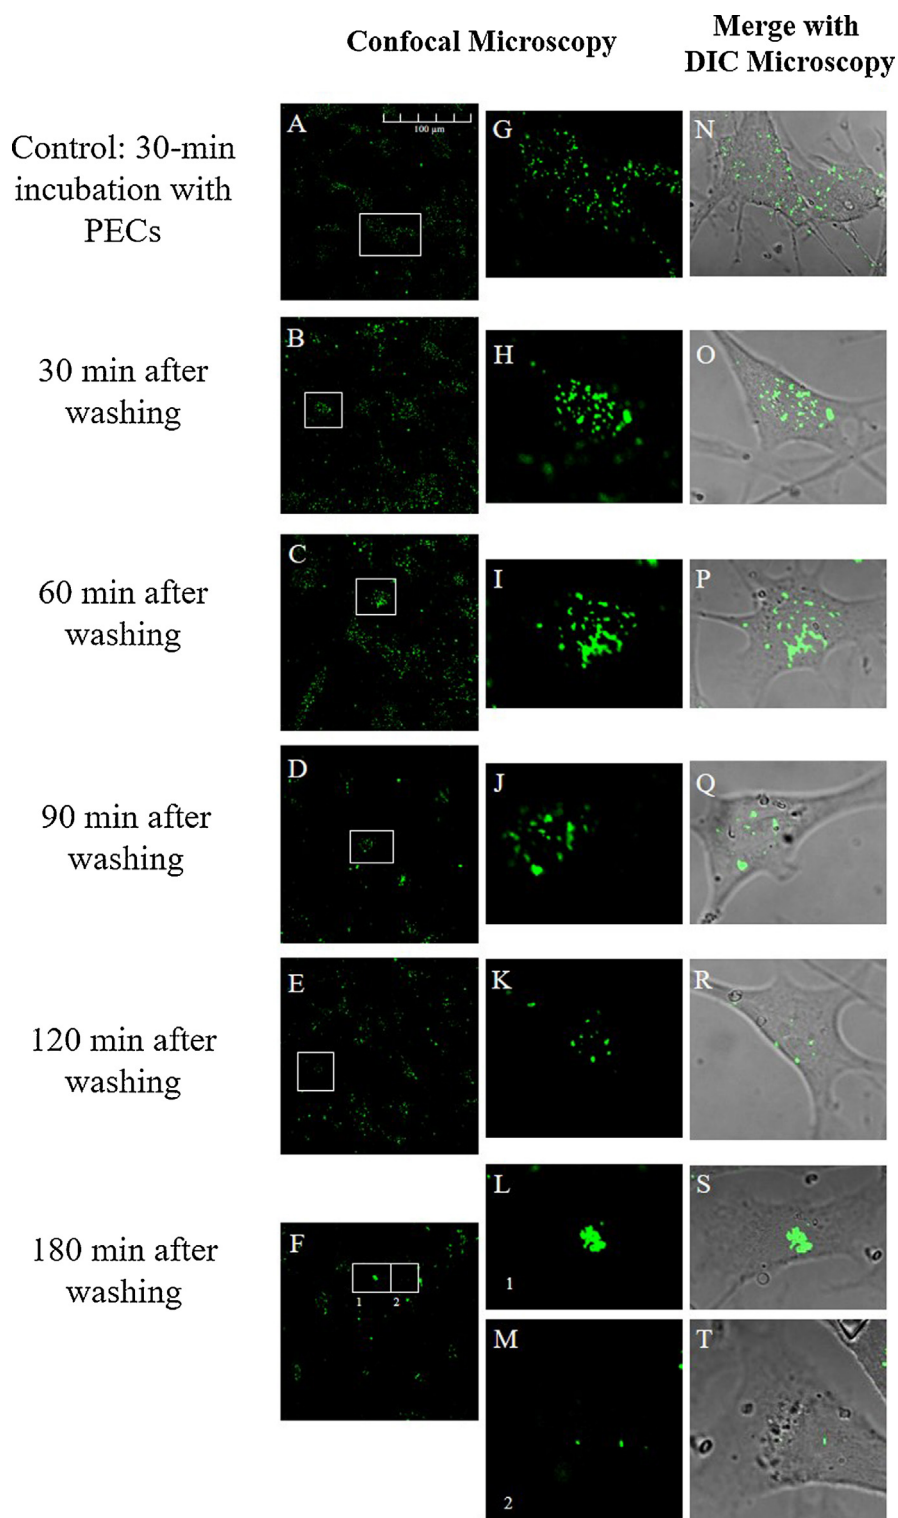 Confocal Microscopy
Merge with
DIC Microscopy
Control: 30-min
incubation with
PECs
A
100 µm
G
N
30 min after
washing
B
H
O
60 min after
washing
C
I
P
90 min after
washing
D
J
Q
120 min after
washing
E
K
R
180 min after
washing
F
1 2
L
1
S
M
2
T